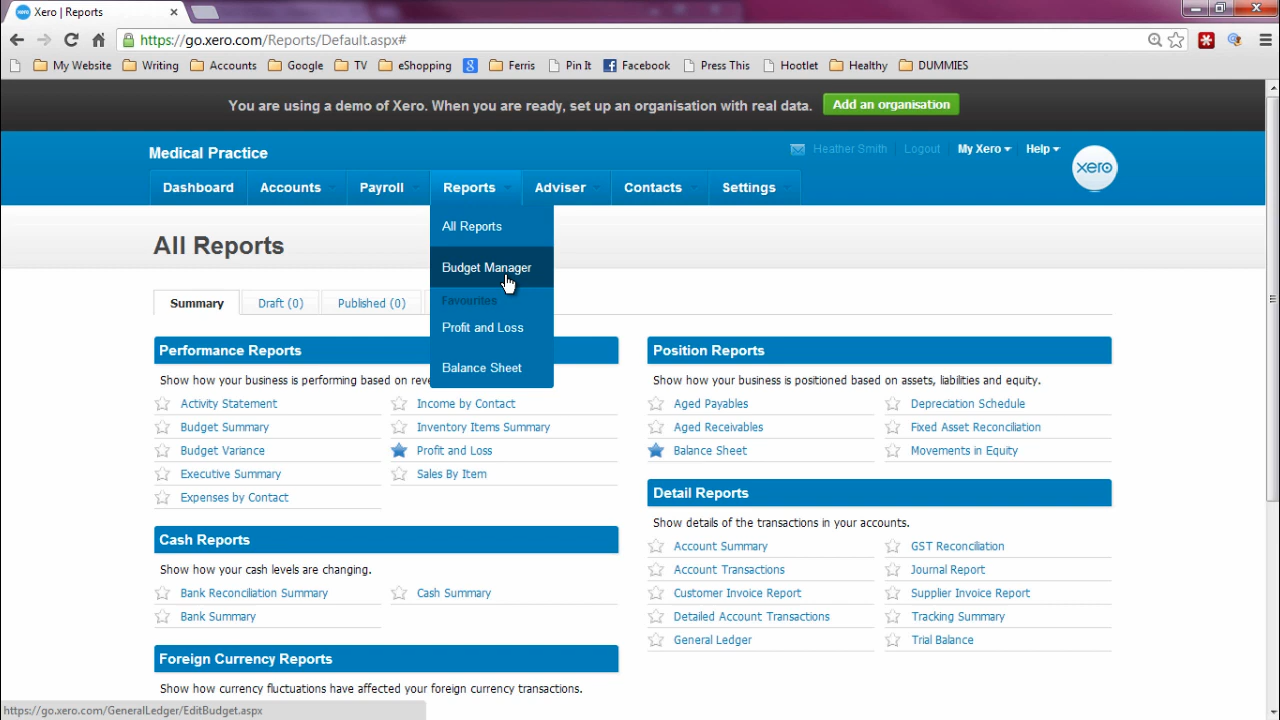 Xero | Reports
https://go.xero.com/Reports/Default.aspx#
My Website Writing Accounts Google TV eShopping Ferris Pin It Facebook Press This Hootlet Healthy DUMMIES
You are using a demo of Xero. When you are ready, set up an organisation with real data. Add an organisation
Medical Practice Heather Smith Logout My Xero Help xero
Dashboard Accounts Payroll Reports Adviser Contacts Settings
All Reports
Budget Manager
Favourites
Profit and Loss
Balance Sheet
All Reports
Summary Draft (0) Published (0)
Performance Reports
Show how your business is performing based on rev
Activity Statement Income by Contact
Budget Summary Inventory Items Summary
Budget Variance Profit and Loss
Executive Summary Sales By Item
Expenses by Contact
Cash Reports
Show how your cash levels are changing.
Bank Reconciliation Summary Cash Summary
Bank Summary
Foreign Currency Reports
Show how currency fluctuations have affected your foreign currency transactions.
Position Reports
Show how your business is positioned based on assets, liabilities and equity.
Aged Payables Depreciation Schedule
Aged Receivables Fixed Asset Reconciliation
Balance Sheet Movements in Equity
Detail Reports
Show details of the transactions in your accounts.
Account Summary GST Reconciliation
Account Transactions Journal Report
Customer Invoice Report Supplier Invoice Report
Detailed Account Transactions Tracking Summary
General Ledger Trial Balance
https://go.xero.com/GeneralLedger/EditBudget.aspx